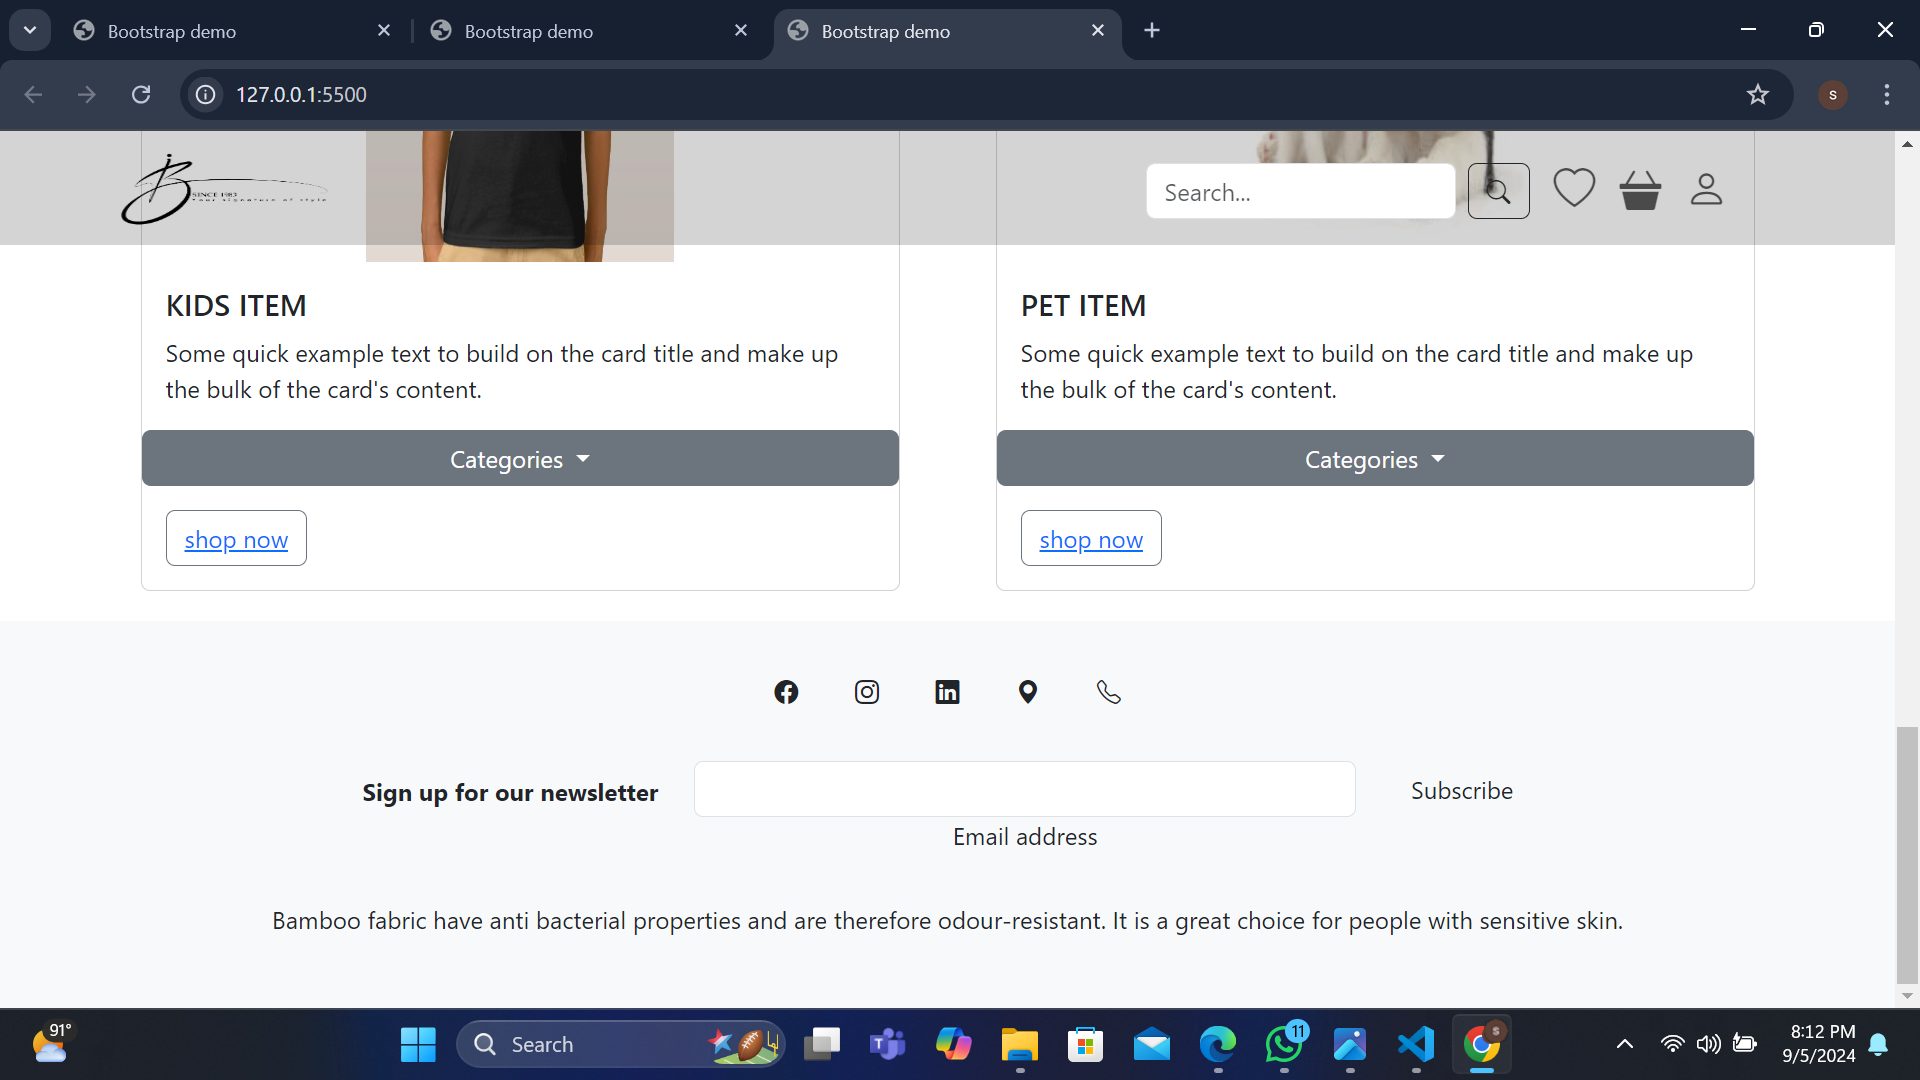 Bootstrap demo
Bootstrap demo
Bootstrap demo
127.0.0.1:5500
S
SINCE 1983
Your signature of style
Search...
KIDS ITEM
PET ITEM
Some quick example text to build on the card title and make up
the bulk of the card's content.
Some quick example text to build on the card title and make up
the bulk of the card's content.
Categories
Categories
shop now
shop now
Sign up for our newsletter
Subscribe
Email address
Bamboo fabric have anti bacterial properties and are therefore odour-resistant. It is a great choice for people with sensitive skin.
91°
Search
11
S
8:12 PM
9/5/2024